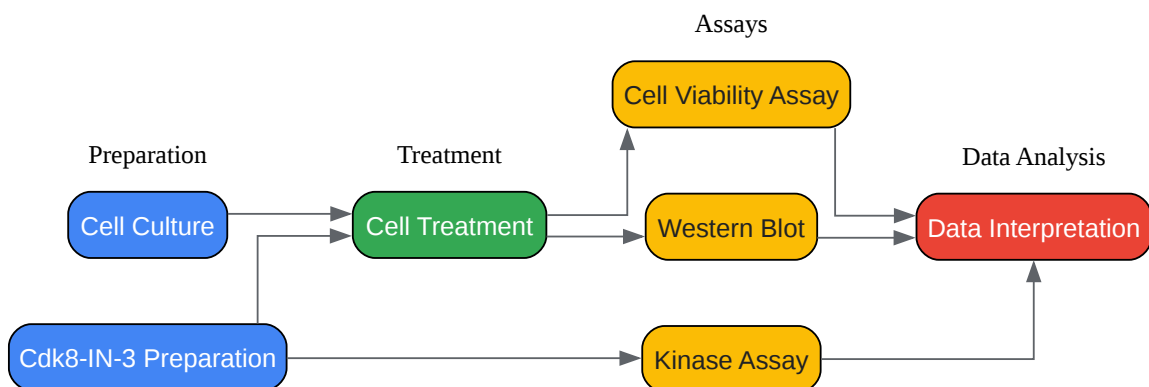 Assays
Cell Viability Assay
Preparation
Treatment
Data Analysis
Cell Culture
Cell Treatment
Western Blot
Data Interpretation
Cdk8-IN-3 Preparation
Kinase Assay